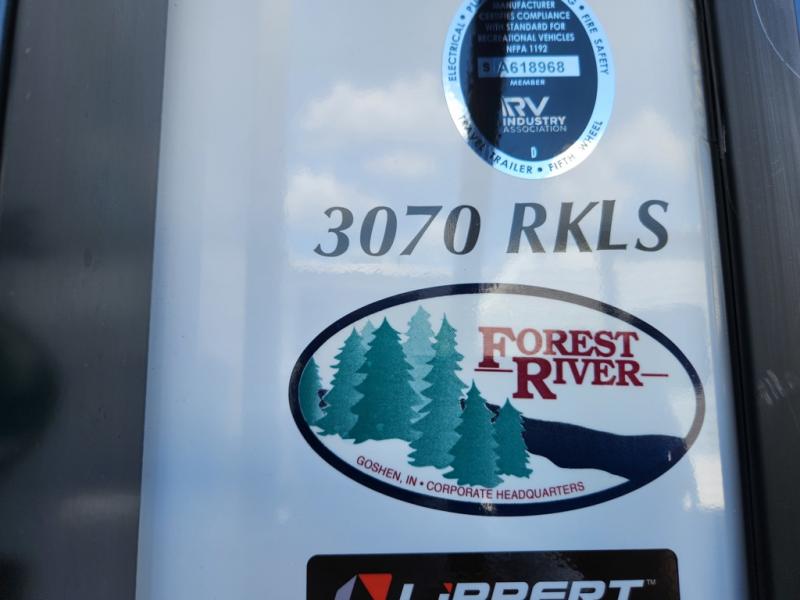 MANUFACTURER
CERTIFIES COMPLIANCE
WITH STANDARD FOR
RECREATIONAL VEHICLES
NFPA 1192
S A618968
MEMBER
RV
INDUSTRY
ASSOCIATION
D
ELECTRICAL •
• FIRE SAFETY
TRAVEL TRAILER • FIFTH WHEEL
3070 RKLS
FOREST
RIVER
GOSHEN, IN • CORPORATE HEADQUARTERS
LIPPERT™